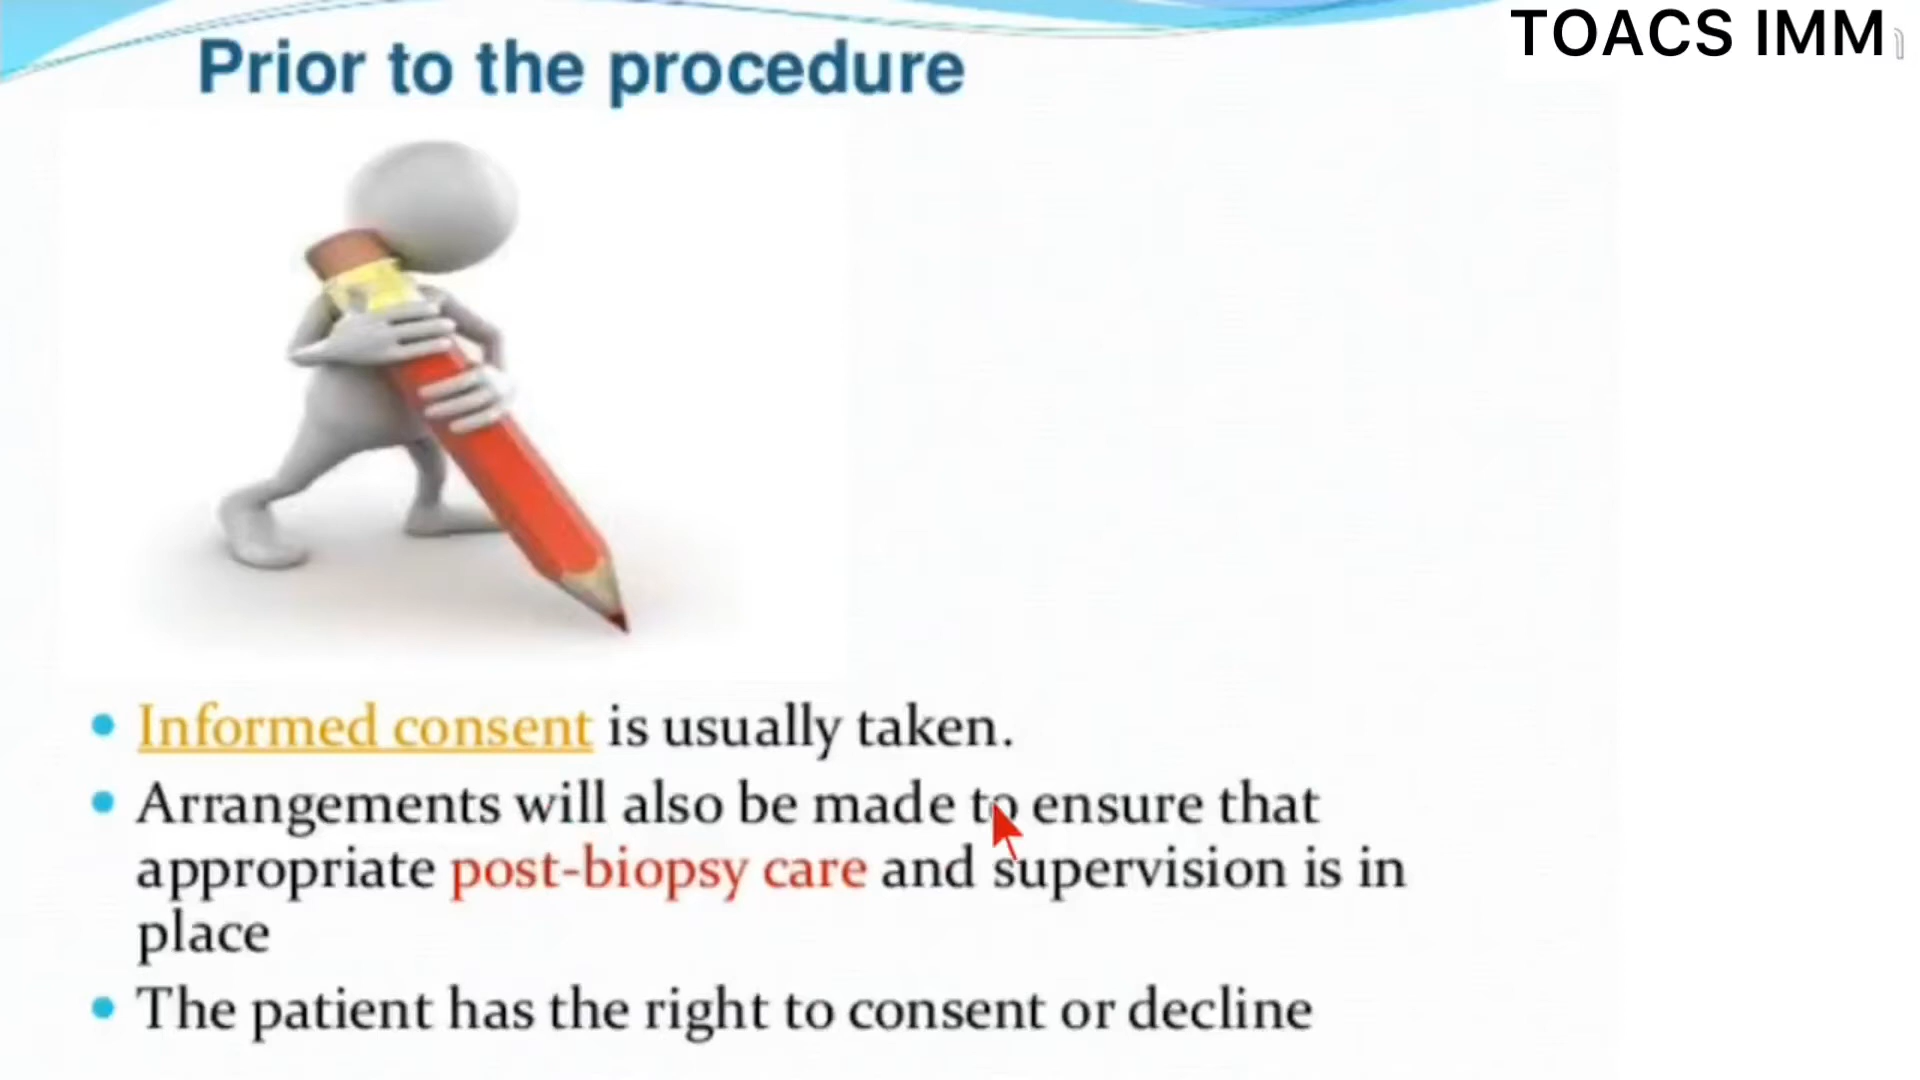 TOACS IMM
Prior to the procedure
Informed consent is usually taken.
Arrangements will also be made to ensure that
appropriate post-biopsy care and supervision is in
place
The patient has the right to consent or decline